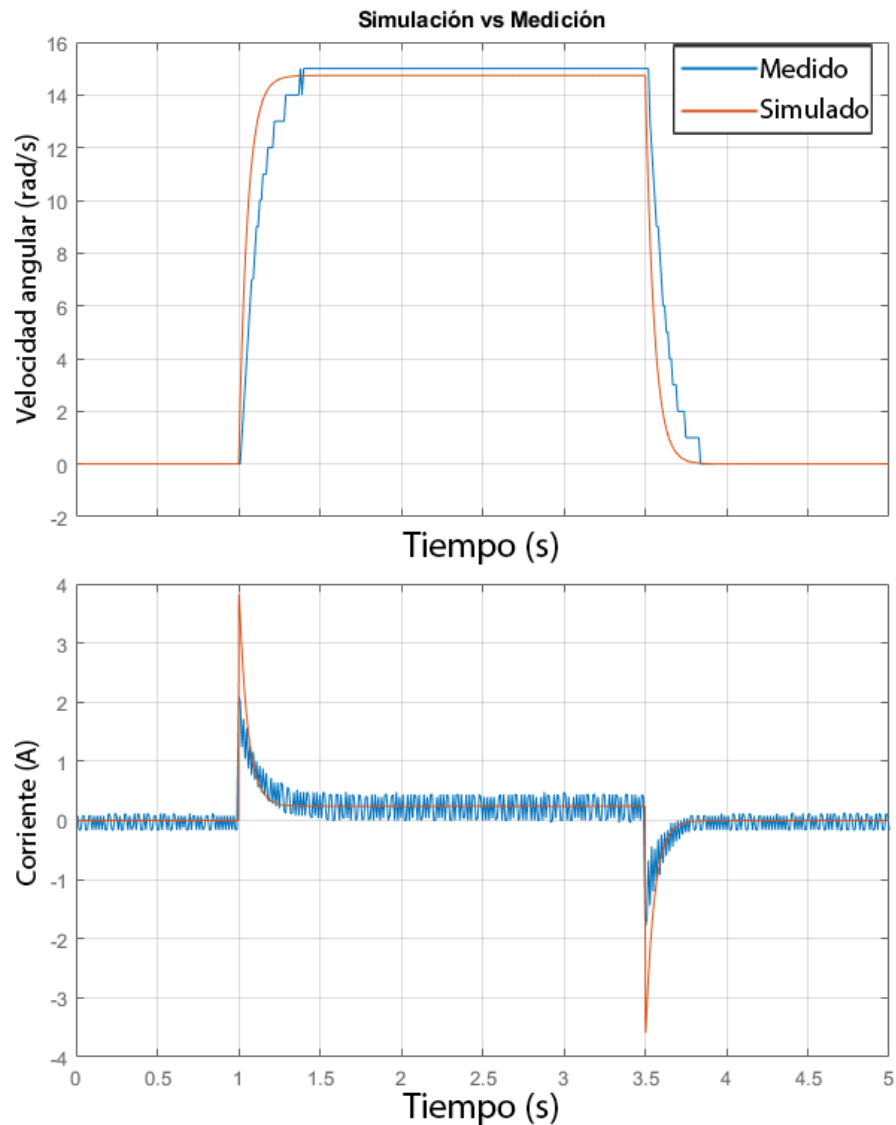 Simulación vs Medición
Velocidad angular (rad/s)
16
14
12
10
8
6
4
2
0
-2
Medido
Simulado
Tiempo (s)
Corriente (A)
4
3
2
1
0
-1
-2
-3
-4
0 0.5 1 1.5 2 2.5 3 3.5 4 4.5 5
Tiempo (s)